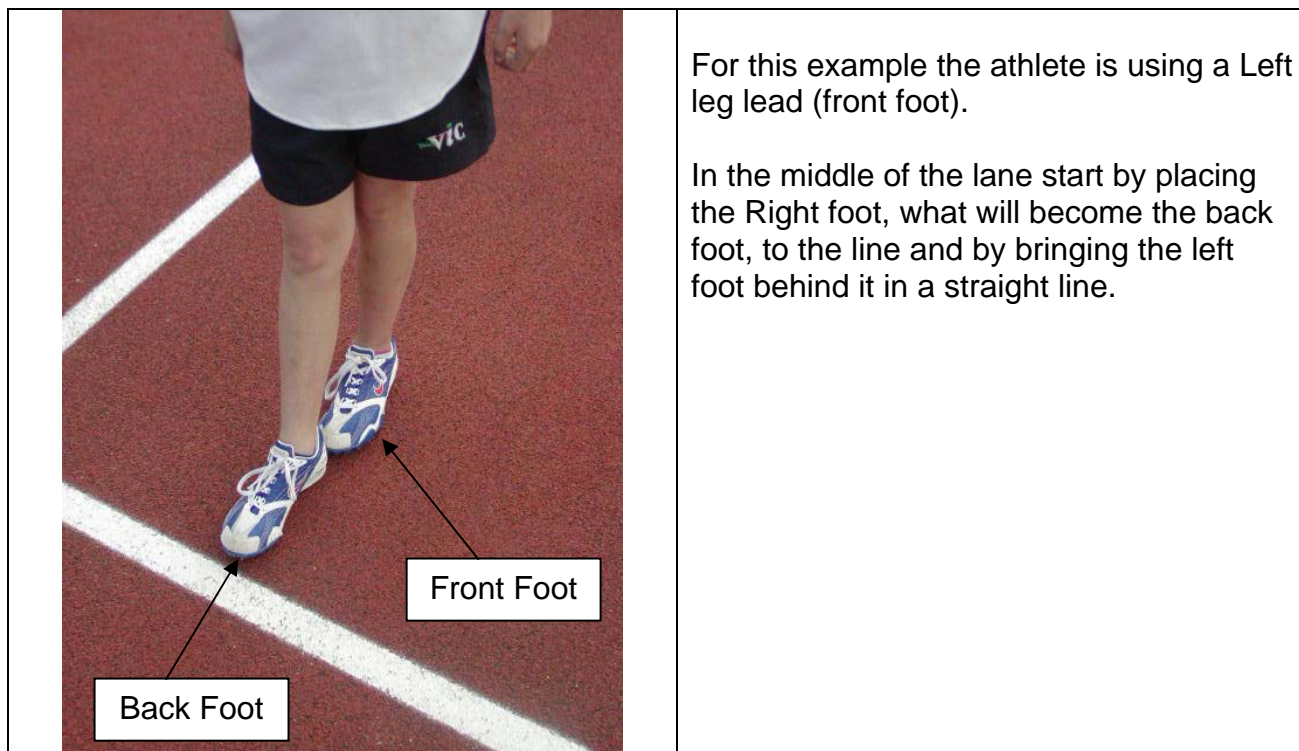 VIC
For this example the athlete is using a Left
leg lead (front foot).
In the middle of the lane start by placing
the Right foot, what will become the back
foot, to the line and by bringing the left
foot behind it in a straight line.
Front Foot
Back Foot